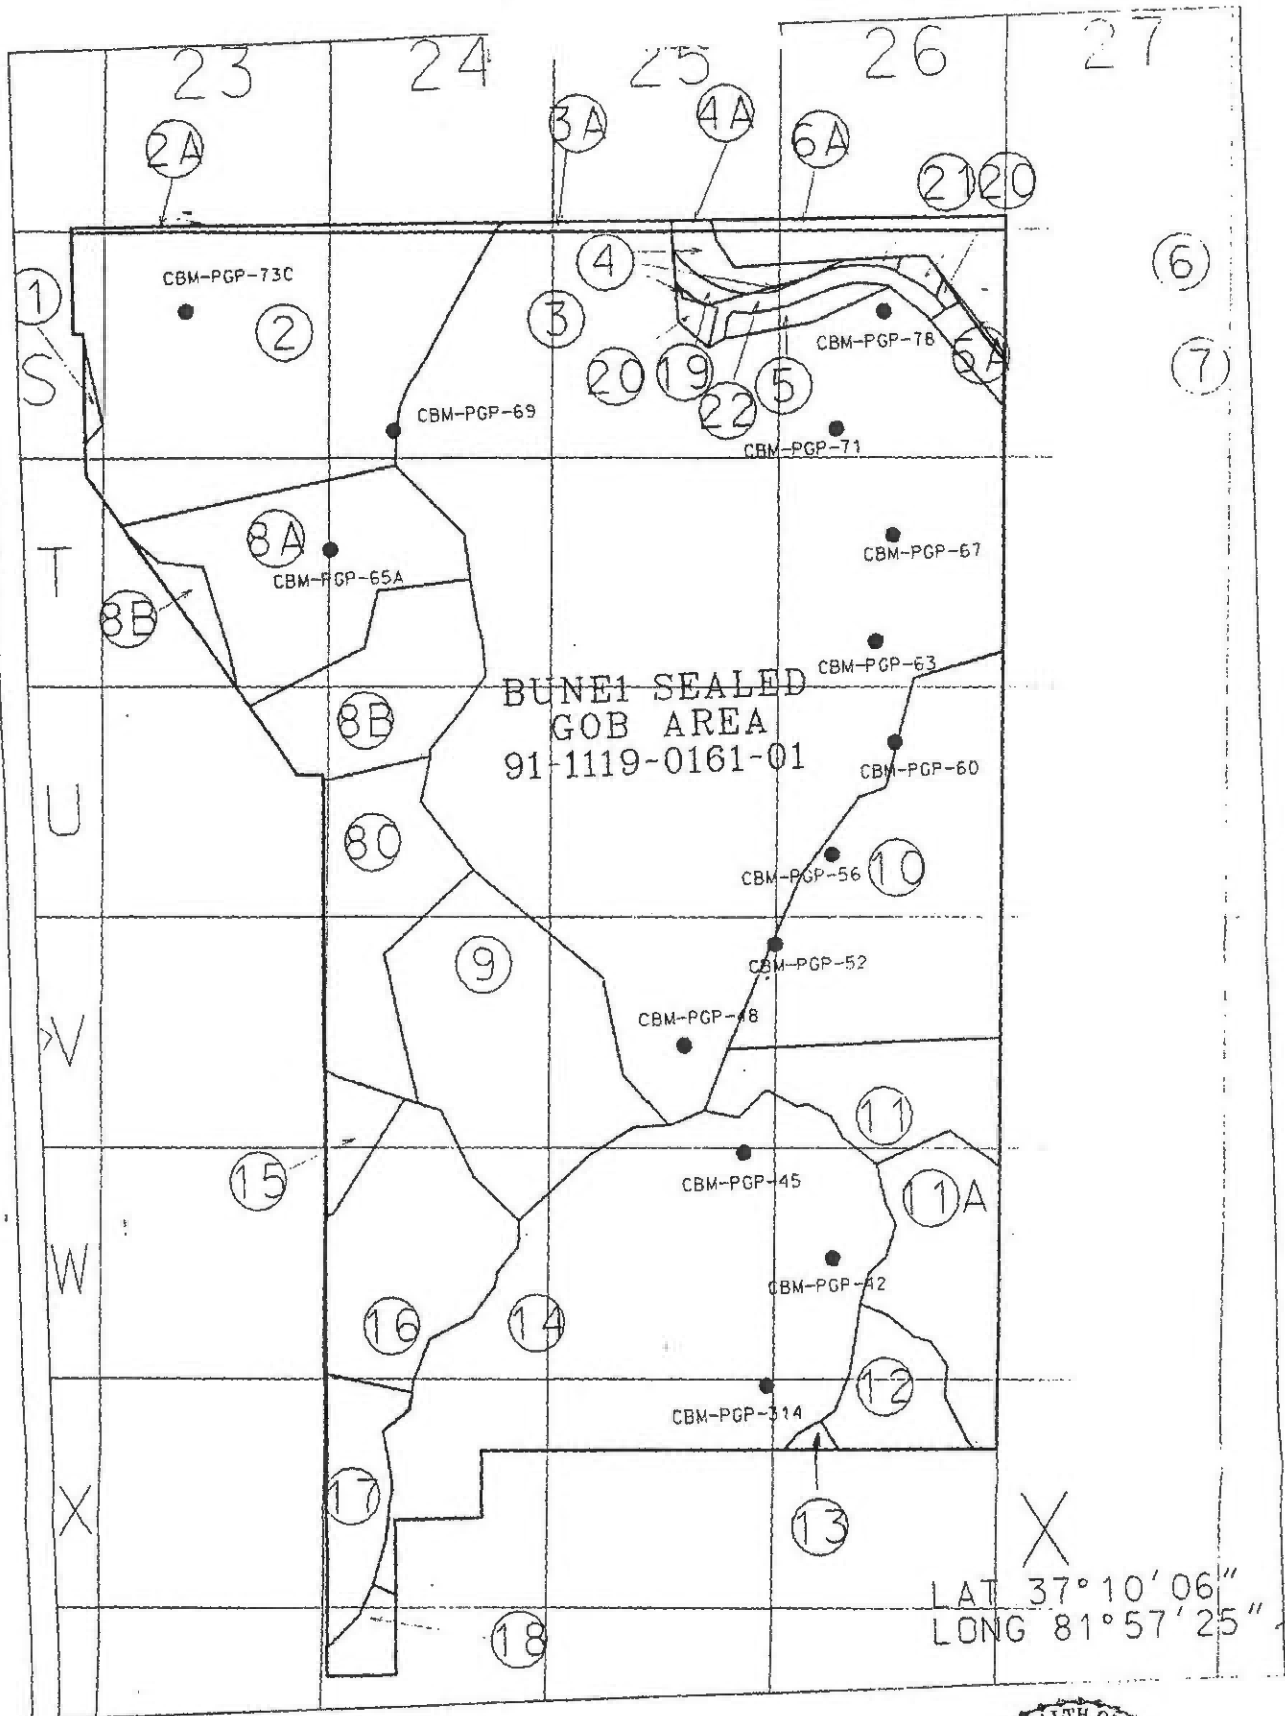 23 24 25 26 27
2A 3A 4A 6A
21 20
1 CBM-PGP-73C 4 6
2 3 CBM-PGP-78 7
S 20 19 22 5 6A
CBM-PGP-69
CBM-PGP-71
T 8A CBM-PGP-67
CBM-PGP-65A
8B
CBM-PGP-63
BUNE1 SEALED
GOB AREA
91-1119-0161-01
8B
CBM-PGP-60
U 80
CBM-PGP-56 10
9 CBM-PGP-52
V CBM-PGP-48
11
15 CBM-PGP-45 11A
W CBM-PGP-42
16 14
12
CBM-PGP-314
X 17 13 X
LAT 37°10'06"
LONG 81°57'25"
18